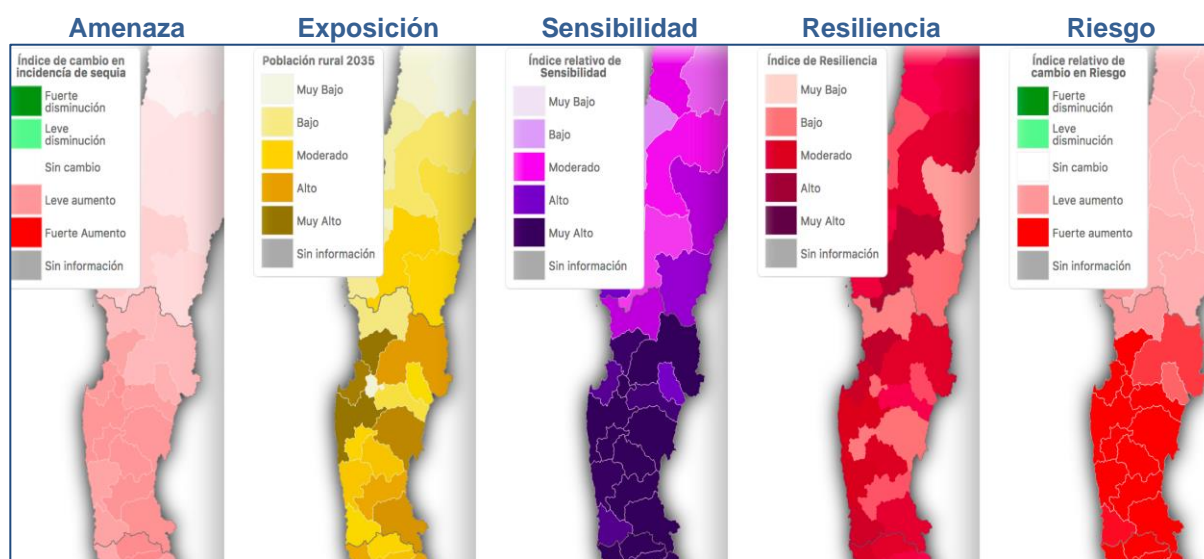 Amenaza
Exposición
Sensibilidad
Resiliencia
Riesgo
Índice de cambio en
incidencia de sequía
Fuerte
disminución
Leve
disminución
Sin cambio
Leve aumento
Fuerte Aumento
Sin información
Población rural 2035
Muy Bajo
Bajo
Moderado
Alto
Muy Alto
Sin información
Índice relativo de
Sensibilidad
Muy Bajo
Bajo
Moderado
Alto
Muy Alto
Sin información
Índice de Resiliencia
Muy Bajo
Bajo
Moderado
Alto
Muy Alto
Sin información
Índice relativo de
cambio en Riesgo
Fuerte
disminución
Leve
disminución
Sin cambio
Leve aumento
Fuerte aumento
Sin información